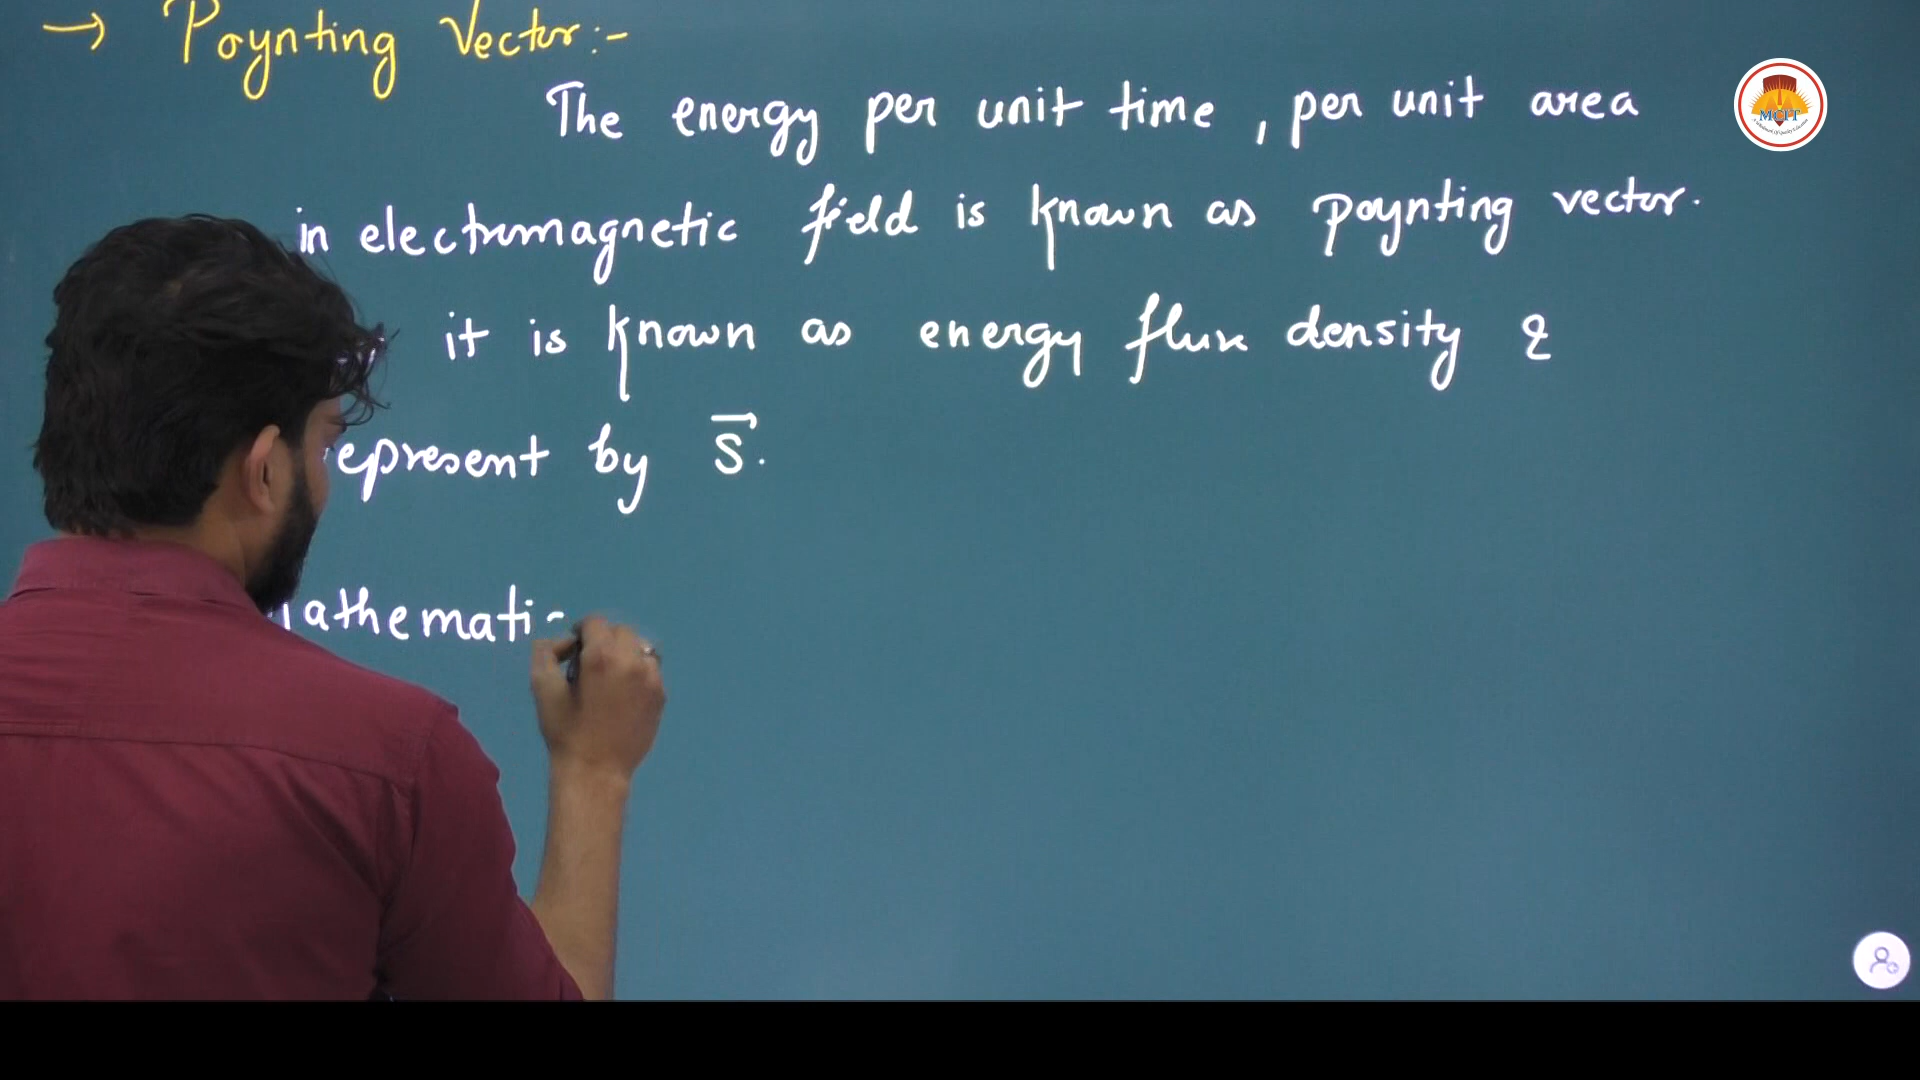 → Poynting Vector:-
The energy per unit time, per unit area
in electromagnetic field is known as poynting vector.
it is known as energy flux density &
epresent by S⃗.
athemati
MCPT